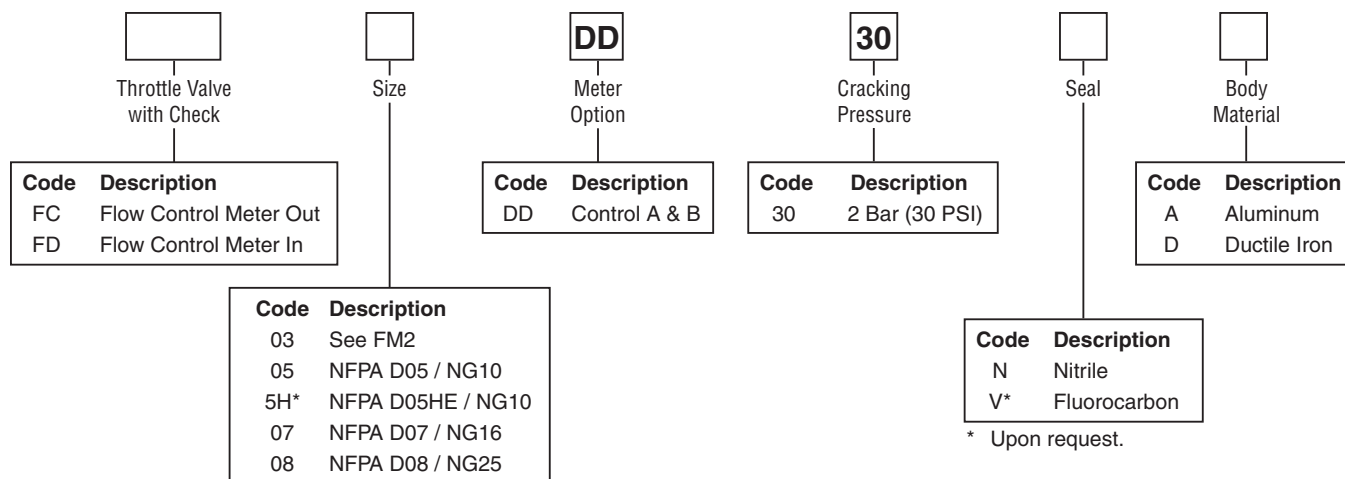 DD
30
Throttle Valve
with Check
Size
Meter
Option
Cracking
Pressure
Seal
Body
Material
Code Description
FC Flow Control Meter Out
FD Flow Control Meter In
Code Description
DD Control A & B
Code Description
30 2 Bar (30 PSI)
Code Description
A Aluminum
D Ductile Iron
Code Description
03 See FM2
05 NFPA D05 / NG10
5H* NFPA D05HE / NG10
07 NFPA D07 / NG16
08 NFPA D08 / NG25
Code Description
N Nitrile
V* Fluorocarbon
* Upon request.